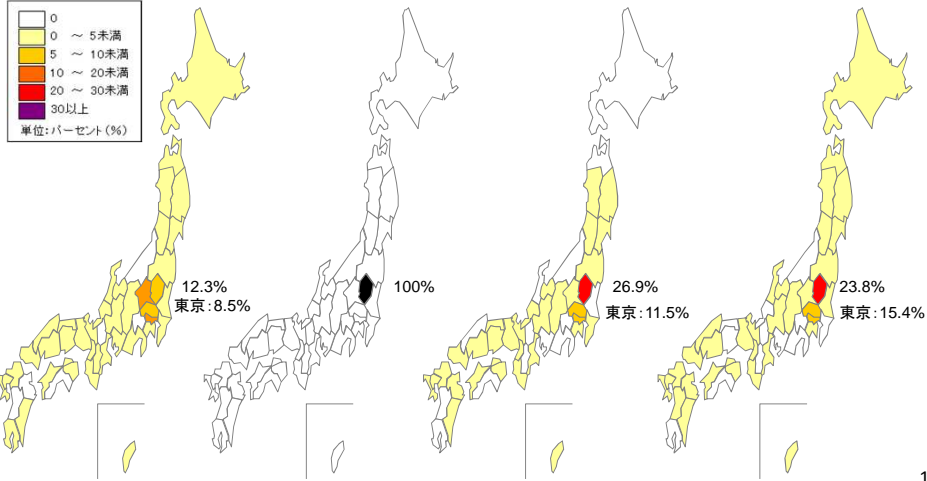 0
0 ～ 5未満
5 ～ 10未満
10 ～ 20未満
20 ～ 30未満
30以上
単位:パーセント(%)
12.3%
東京:8.5%
100%
26.9%
東京:11.5%
23.8%
東京:15.4%
1